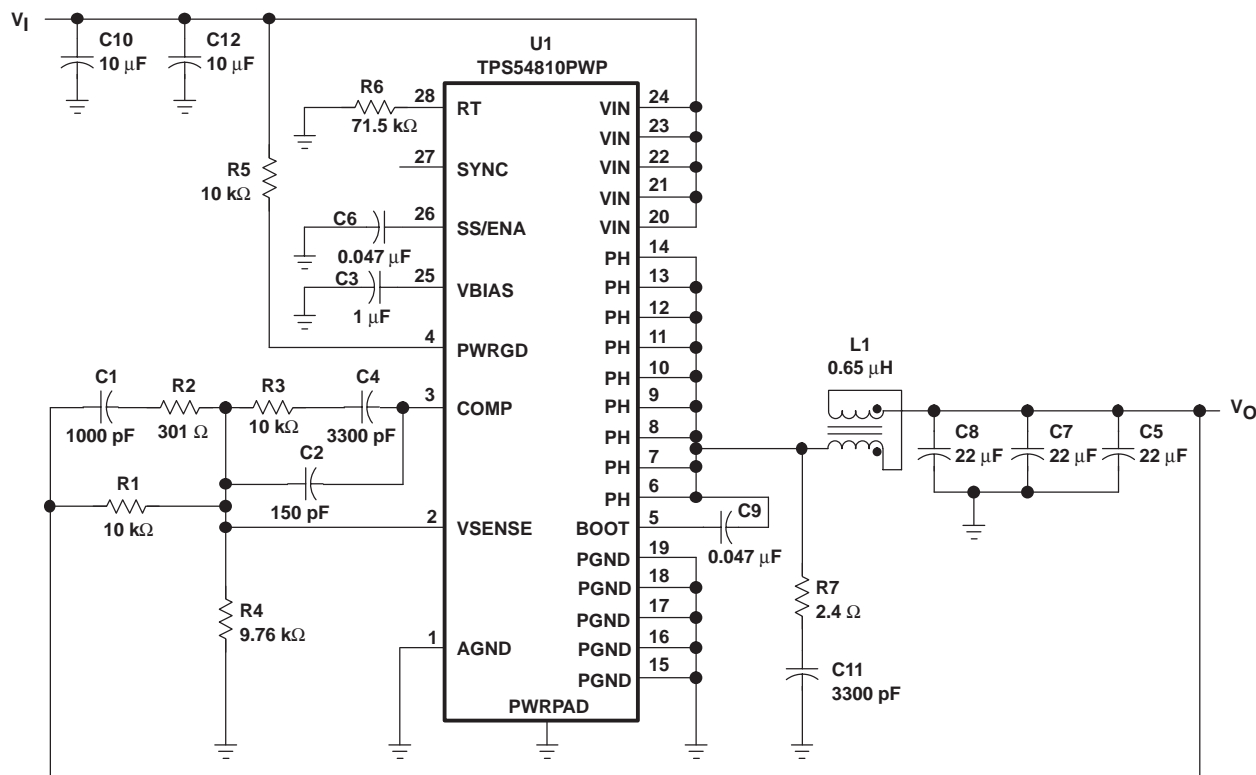 V_I
C10
10 μF
C12
10 μF
U1
TPS54810PWP
R6
71.5 kΩ
28 RT
27 SYNC
R5
10 kΩ
C6
0.047 μF
26 SS/ENA
C3
1 μF
25 VBIAS
4 PWRGD
C1
1000 pF
R2
301 Ω
R3
10 kΩ
C4
3300 pF
3 COMP
C2
150 pF
R1
10 kΩ
2 VSENSE
R4
9.76 kΩ
1 AGND
VIN 24
VIN 23
VIN 22
VIN 21
VIN 20
PH 14
PH 13
PH 12
PH 11
PH 10
PH 9
PH 8
PH 7
PH 6
BOOT 5
PGND 19
PGND 18
PGND 17
PGND 16
PGND 15
PWRPAD
C9
0.047 μF
L1
0.65 μH
R7
2.4 Ω
C11
3300 pF
C8
22 μF
C7
22 μF
C5
22 μF
V_O